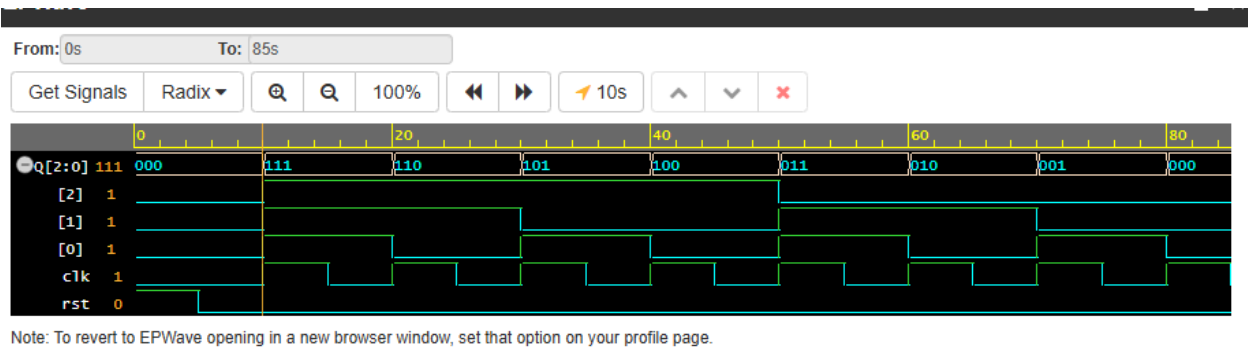 From: 0s To: 85s
Get Signals Radix 100% 10s
0 20 40 60 80
Q[2:0] 111 000 111 110 101 100 011 010 001 000
[2] 1
[1] 1
[0] 1
clk 1
rst 0
Note: To revert to EPWave opening in a new browser window, set that option on your profile page.